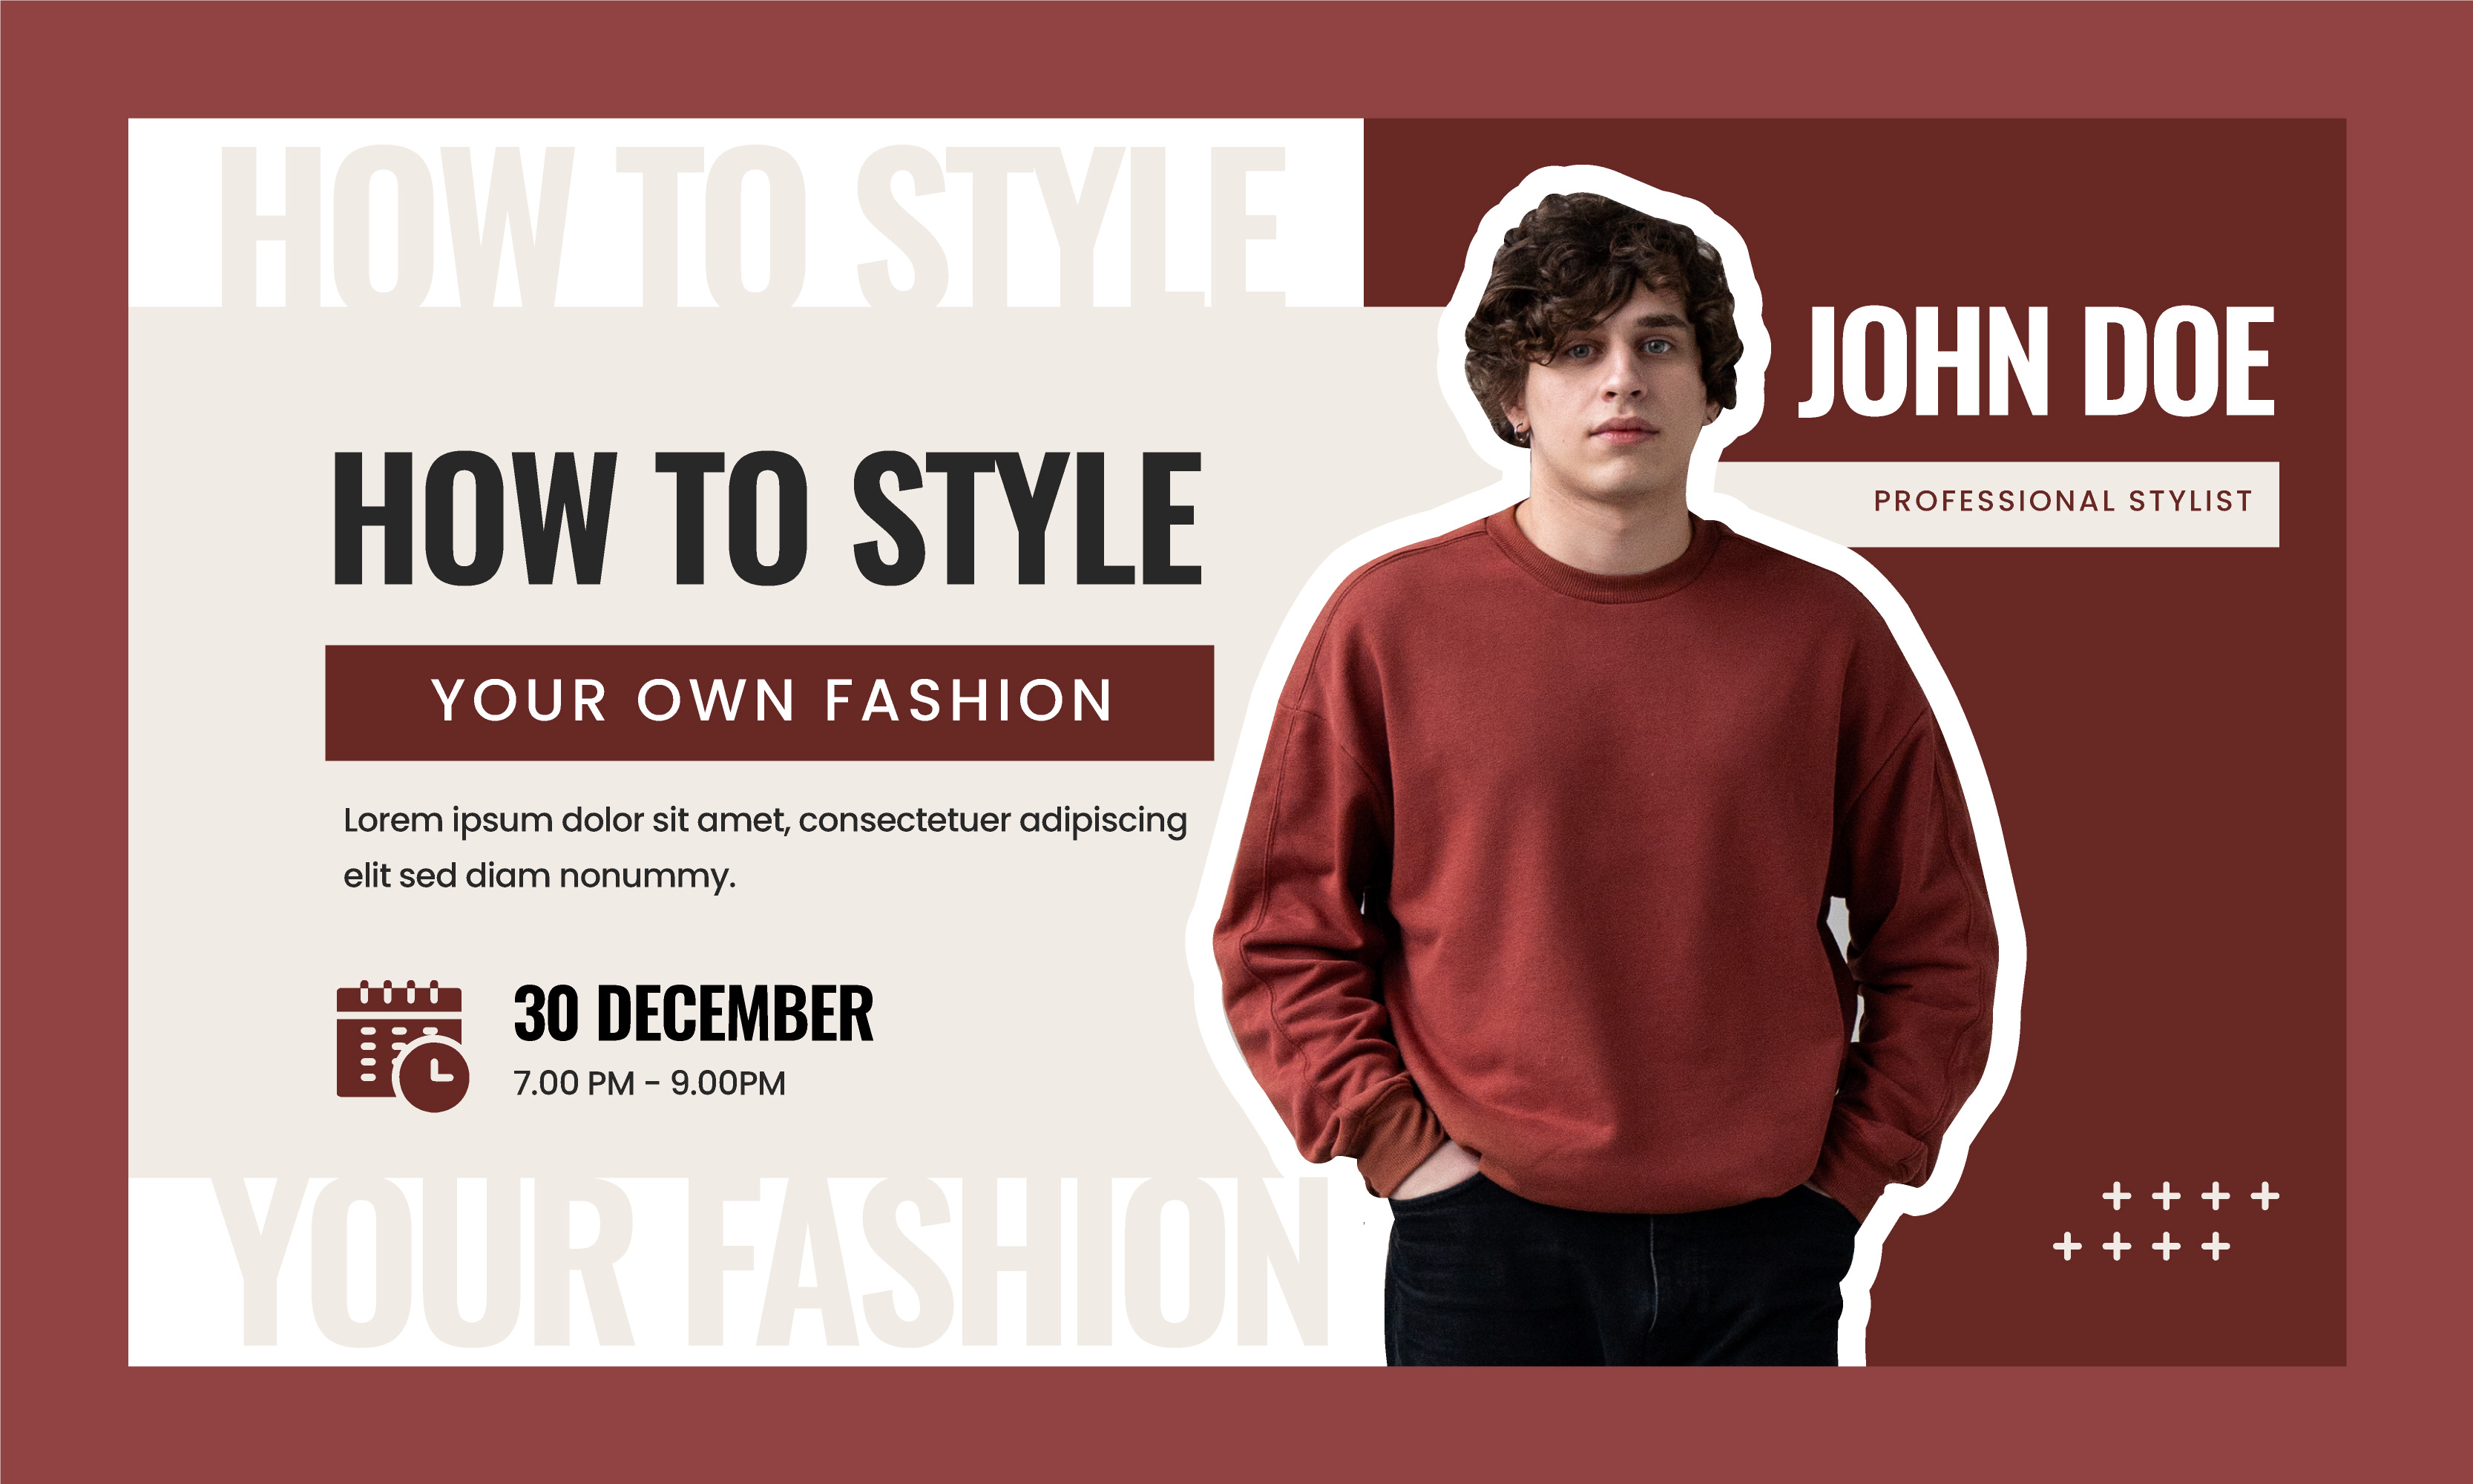 HOW TO STYLE
HOW TO STYLE
YOUR OWN FASHION
Lorem ipsum dolor sit amet, consectetuer adipiscing
elit sed diam nonummy.
30 DECEMBER
7.00 PM - 9.00PM
YOUR FASHION
JOHN DOE
PROFESSIONAL STYLIST